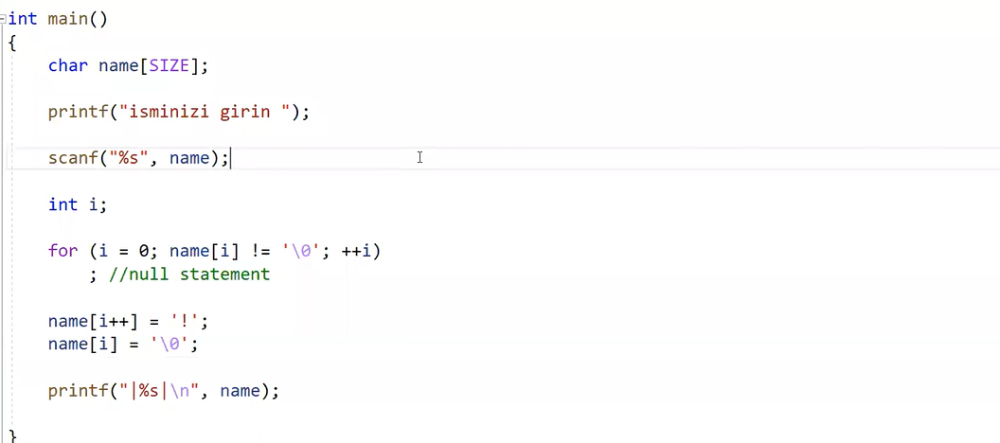 int main()
{
    char name[SIZE];
    printf("isminizi girin ");
    scanf("%s", name);
    int i;
    for (i = 0; name[i] != '\0'; ++i)
        ; //null statement
    name[i++] = '!';
    name[i] = '\0';
    printf("|%s|\n", name);
}